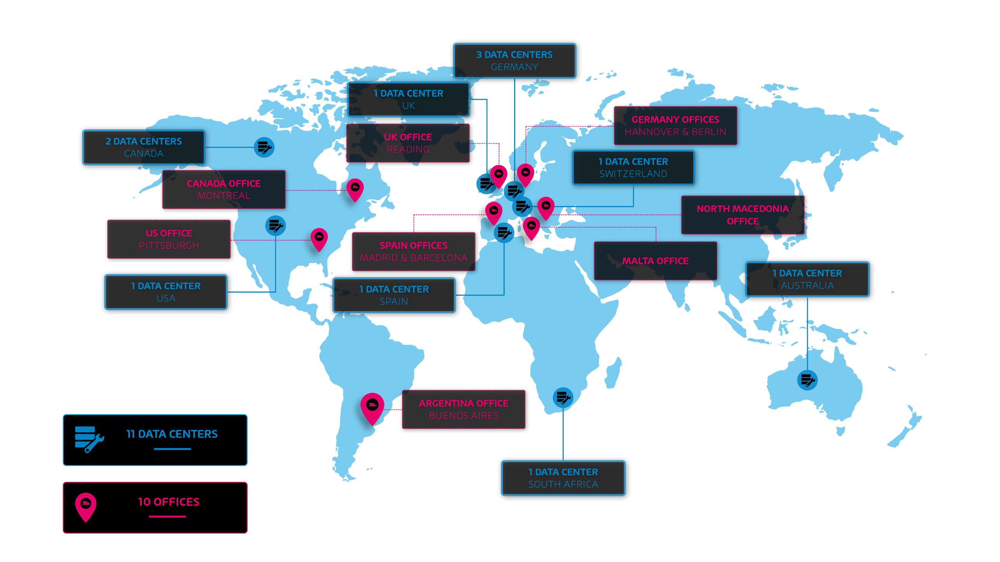 3 DATA CENTERS
GERMANY
1 DATA CENTER
UK
GERMANY OFFICES
HANNOVER & BERLIN
UK OFFICE
READING
2 DATA CENTERS
CANADA
1 DATA CENTER
SWITZERLAND
CANADA OFFICE
MONTREAL
NORTH MACEDONIA
OFFICE
US OFFICE
PITTSBURGH
SPAIN OFFICES
MADRID & BARCELONA
MALTA OFFICE
1 DATA CENTER
AUSTRALIA
1 DATA CENTER
USA
1 DATA CENTER
SPAIN
ARGENTINA OFFICE
BUENOS AIRES
11 DATA CENTERS
1 DATA CENTER
SOUTH AFRICA
10 OFFICES